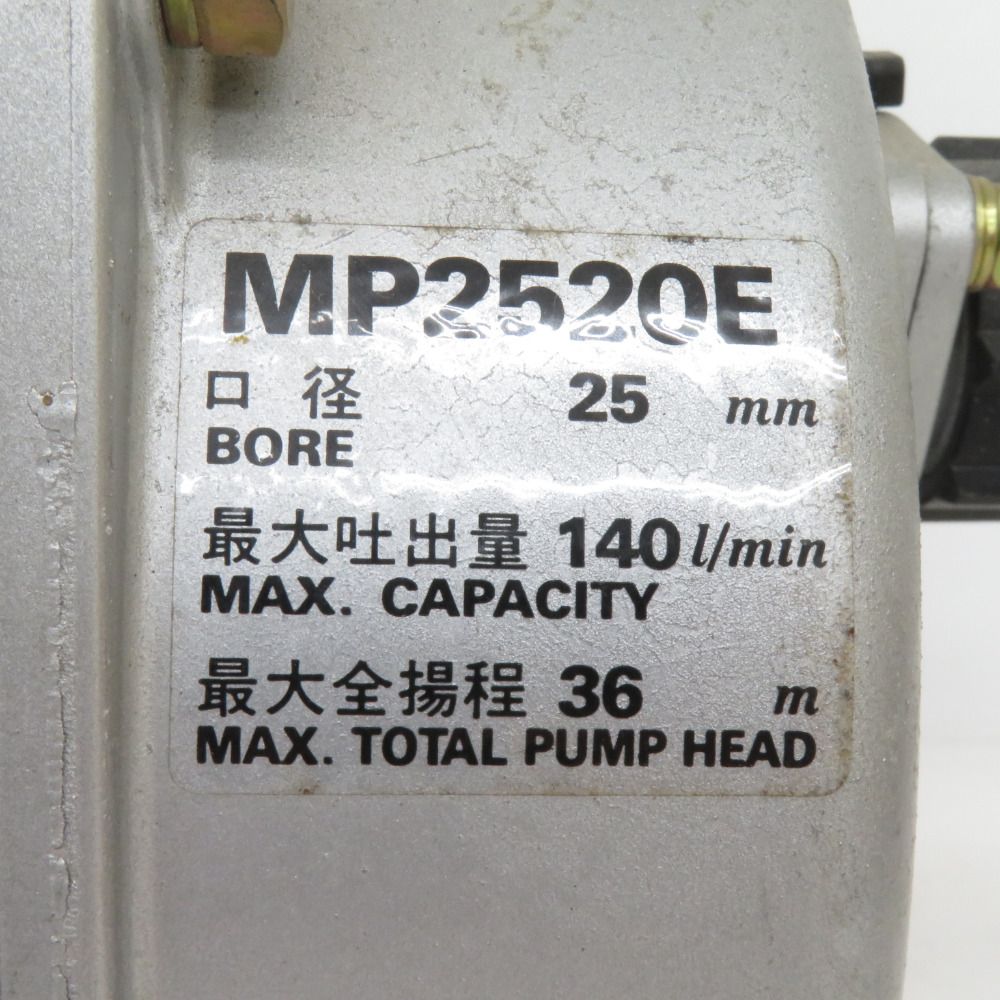 MP2520E
口径 25 mm
BORE
最大吐出量 140 l/min
MAX. CAPACITY
最大全揚程 36 m
MAX. TOTAL PUMP HEAD